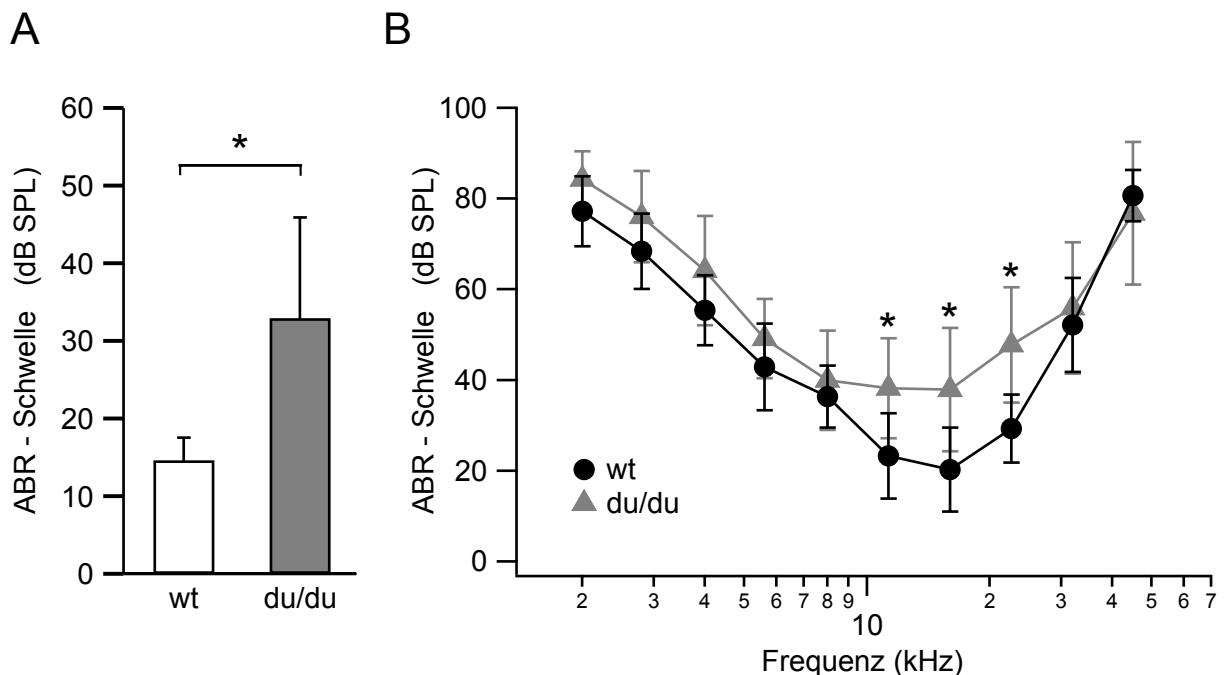 A
ABR - Schwelle (dB SPL)
60
50
40
30
20
10
0
*
wt
du/du
B
ABR - Schwelle (dB SPL)
100
80
60
40
20
0
* * *
wt
du/du
2 3 4 5 6 7 8 9 10 2 3 4 5 6 7
Frequenz (kHz)